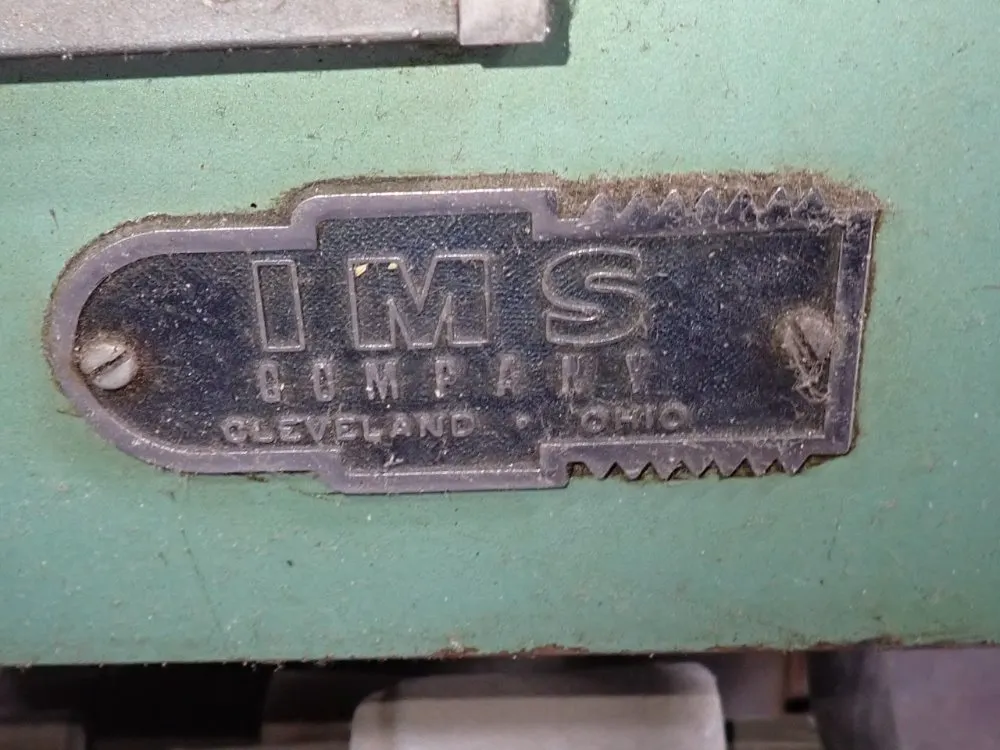 IMS
COMPANY
CLEVELAND • OHIO